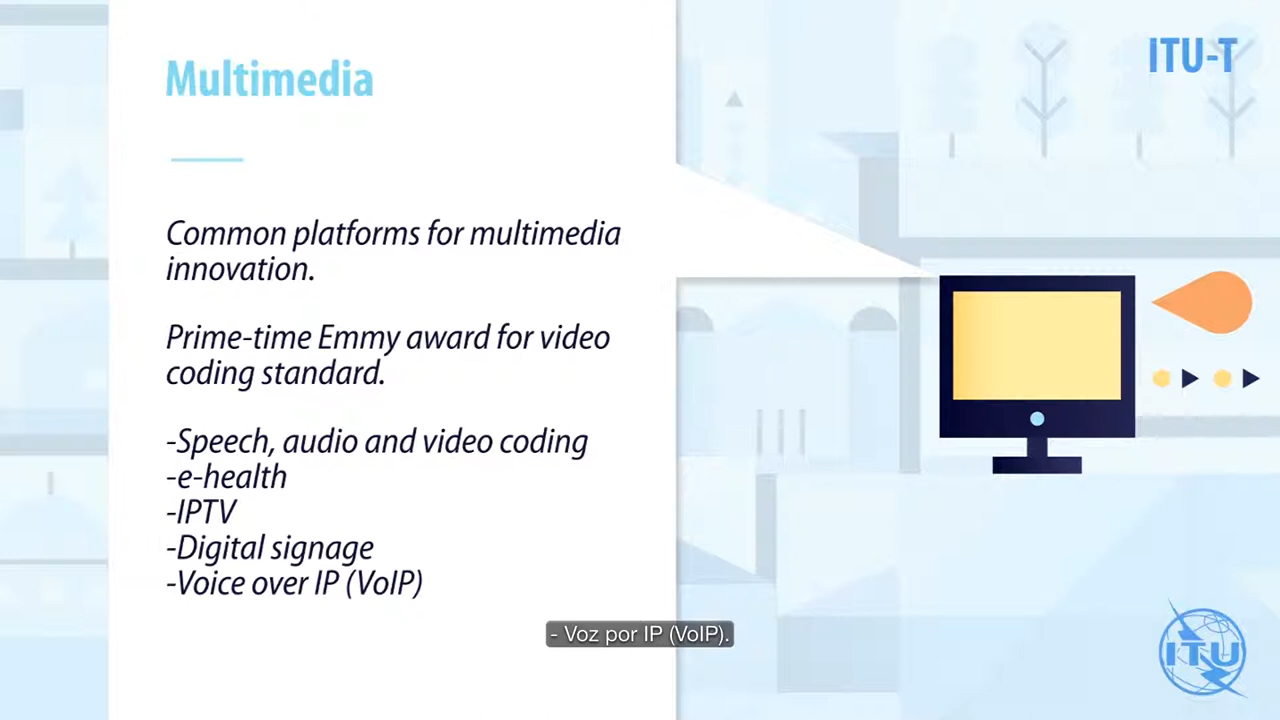 Multimedia
ITU-T
Common platforms for multimedia
innovation.
Prime-time Emmy award for video
coding standard.
-Speech, audio and video coding
-e-health
-IPTV
-Digital signage
-Voice over IP (VoIP)
- Voz por IP (VoIP).
ITU